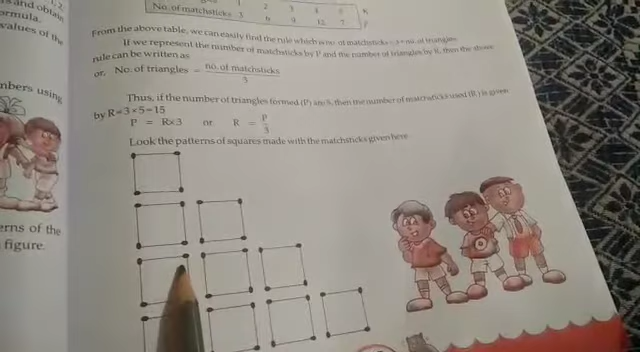 s and obtain
ormula.
values of the
mbers using
erns of the
figure.
No. of matchsticks 3 6 9 12 ? P
From the above table, we can easily find the rule which is no. of matchsticks = 3 × no. of triangles
If we represent the number of matchsticks by P and the number of triangles by R, then the above
rule can be written as
or, No. of triangles = no. of matchsticks
3
Thus, if the number of triangles formed (P) are 5, then the number of matchsticks used (R) is given
by R=3×5=15
P = R×3 or R = P
3
Look the patterns of squares made with the matchsticks given here